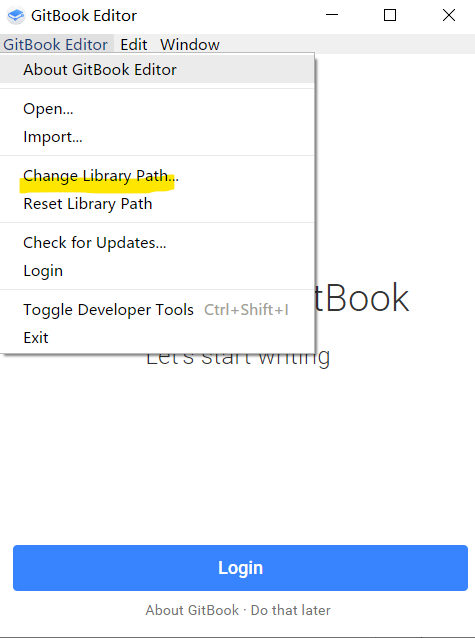 GitBook Editor
GitBook Editor Edit Window
About GitBook Editor
Open...
Import...
Change Library Path...
Reset Library Path
Check for Updates...
Login
Toggle Developer Tools Ctrl+Shift+I
Exit
tBook
Let's start writing
Login
About GitBook · Do that later